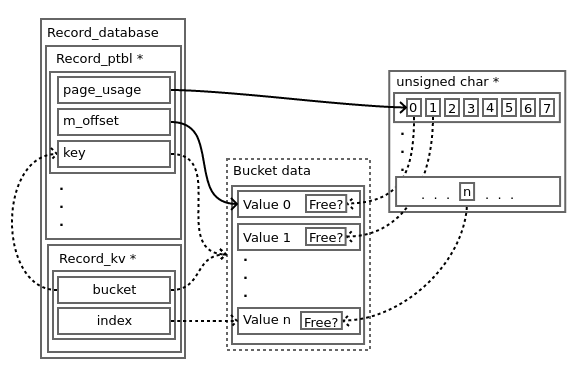 Record_database
Record_ptbl *
page_usage
m_offset
key
.
.
.
Record_kv *
bucket
index
Bucket data
Value 0 Free?
Value 1 Free?
.
.
.
Value n Free?
unsigned char *
0 1 2 3 4 5 6 7
.
.
.
. . . n . . .